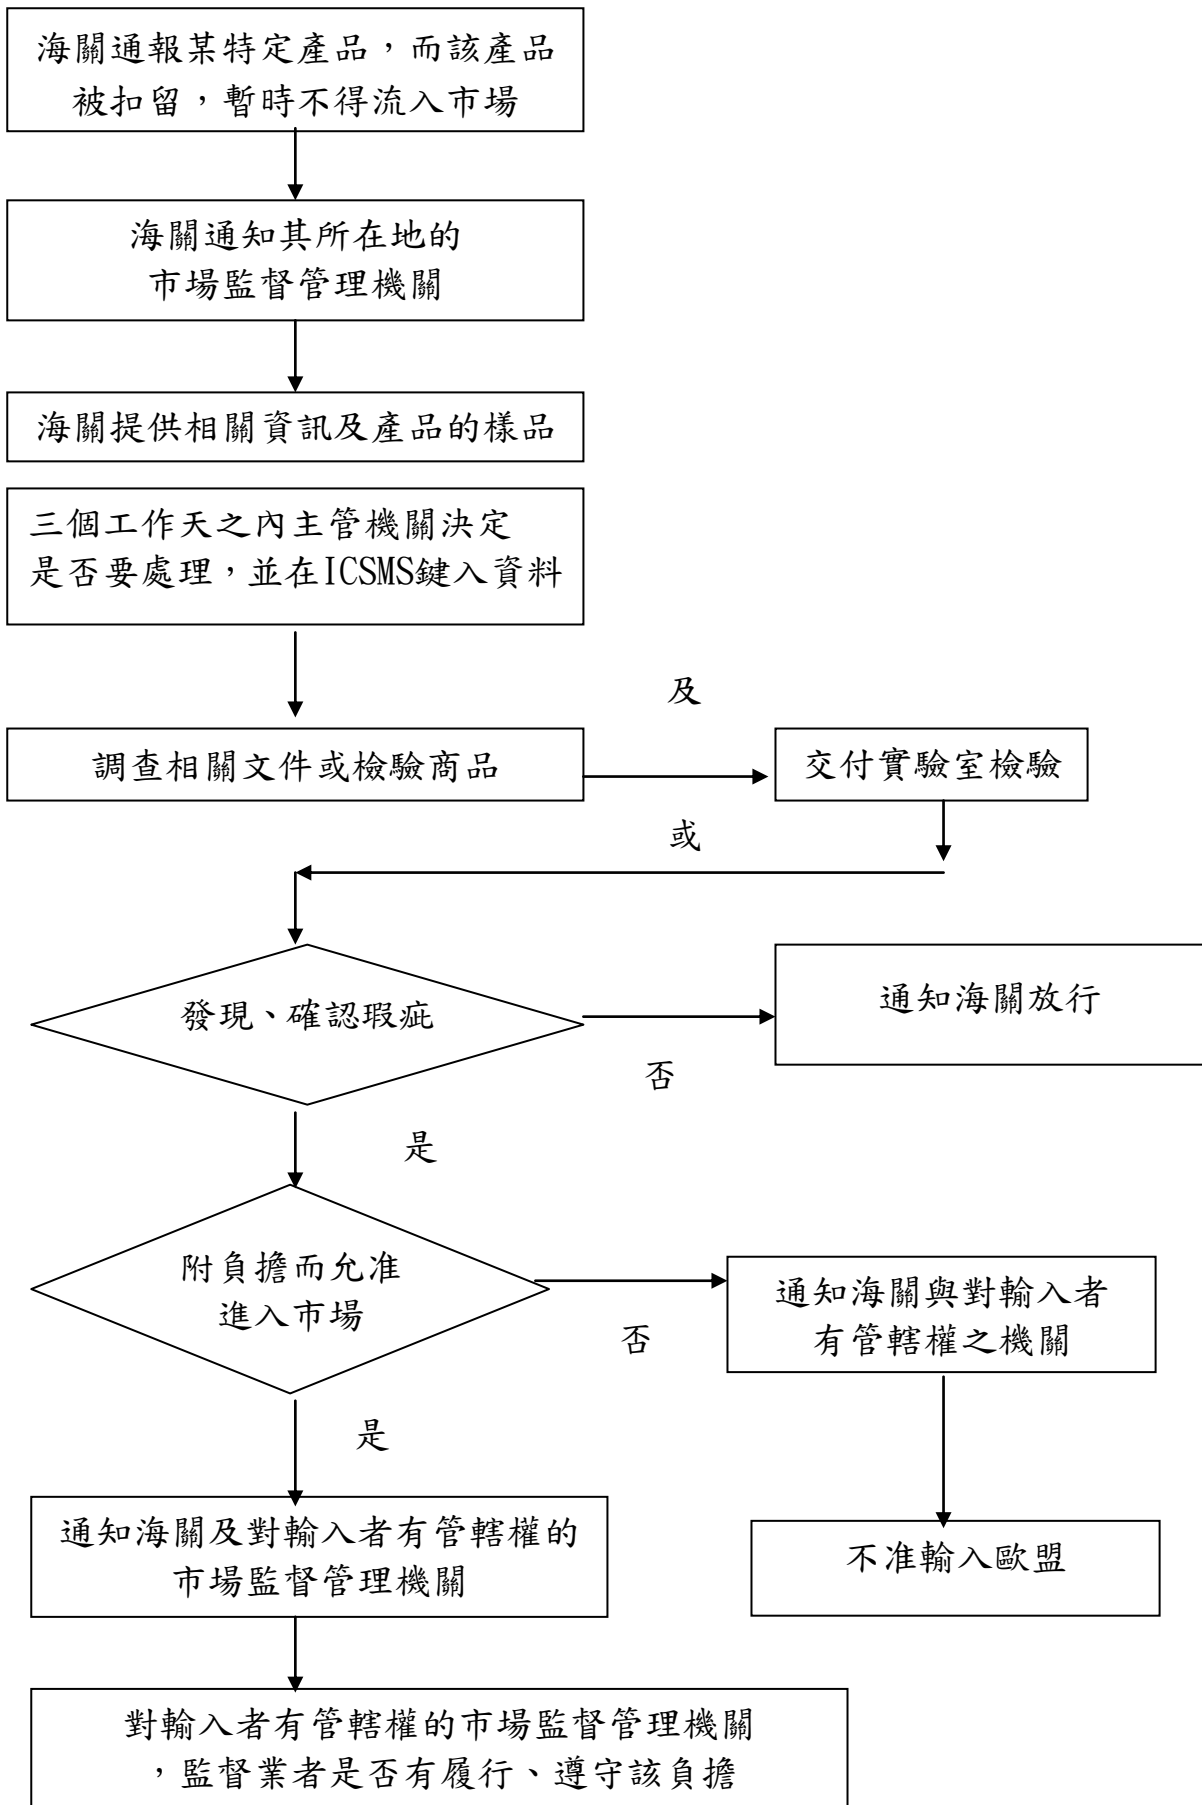 海關通報某特定產品，而該產品
被扣留，暫時不得流入市場
海關通知其所在地的
市場監督管理機關
海關提供相關資訊及產品的樣品
三個工作天之內主管機關決定
是否要處理，並在ICSMS鍵入資料
及
調查相關文件或檢驗商品
交付實驗室檢驗
或
發現、確認瑕疵
通知海關放行
否
是
附負擔而允准
進入市場
通知海關與對輸入者
有管轄權之機關
否
是
通知海關及對輸入者有管轄權的
市場監督管理機關
不准輸入歐盟
對輸入者有管轄權的市場監督管理機關
，監督業者是否有履行、遵守該負擔